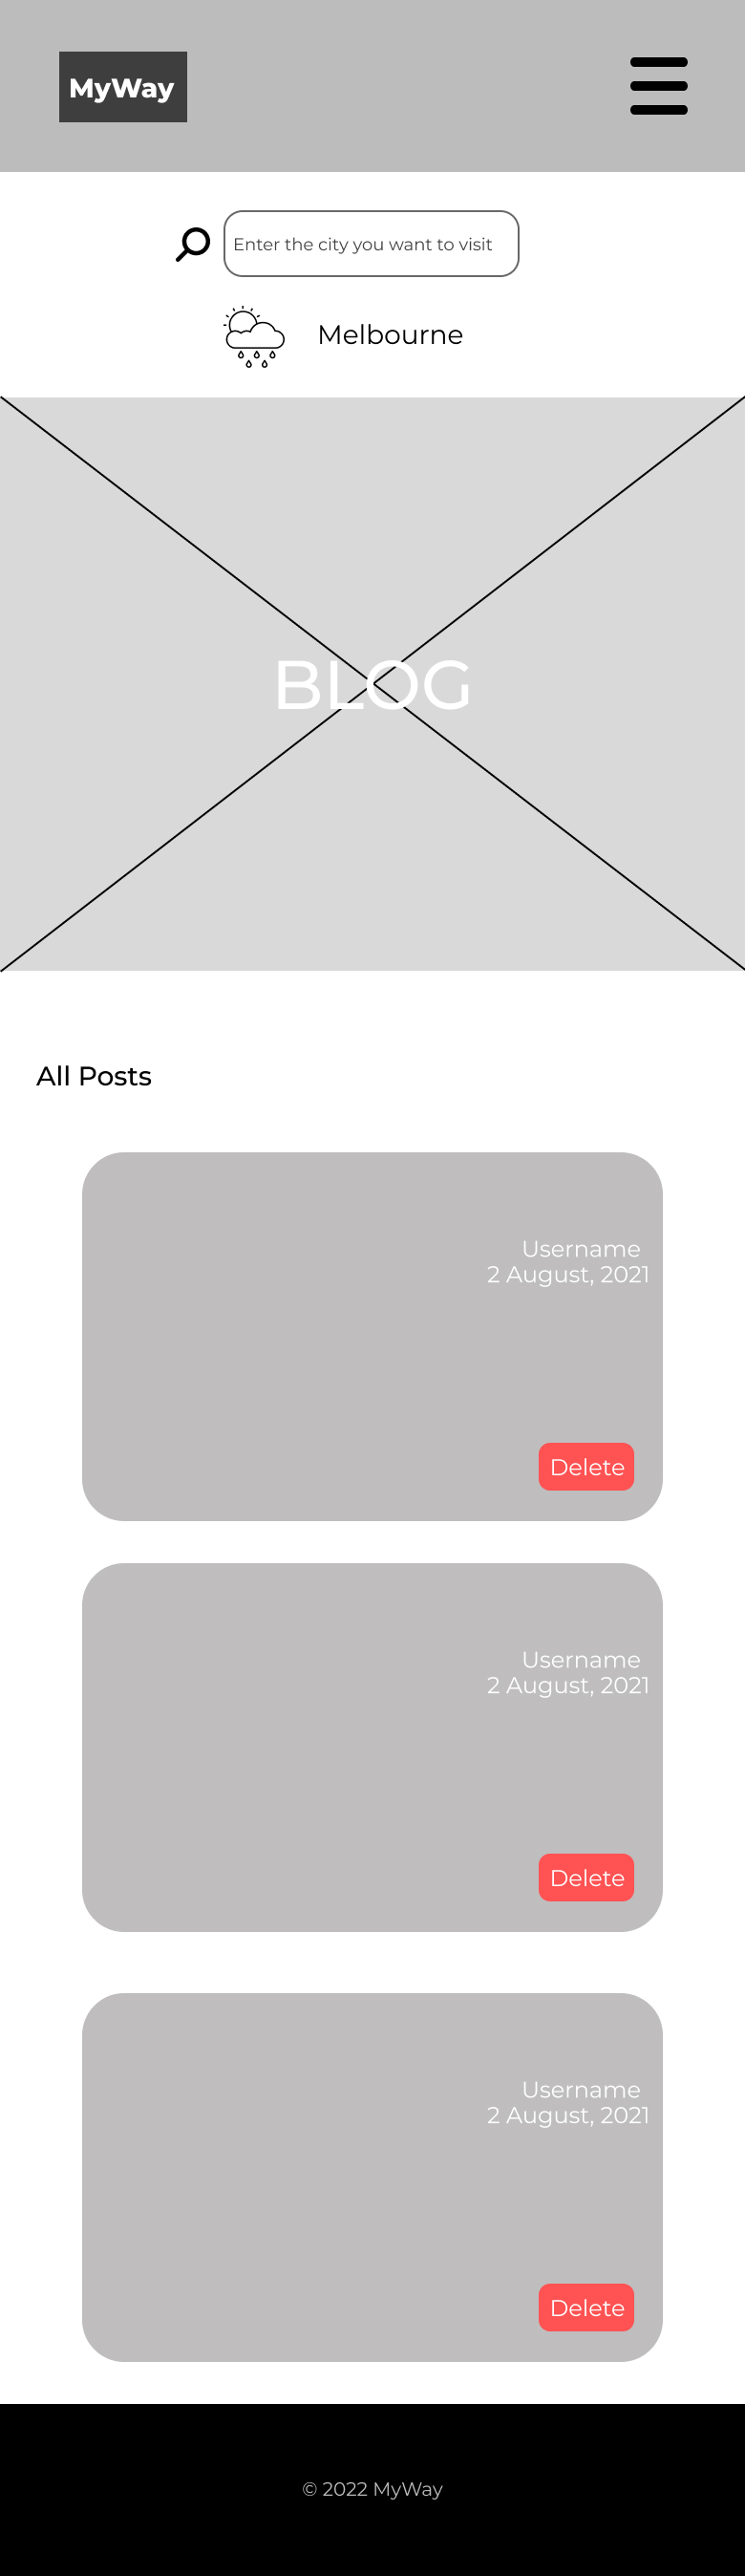 MyWay
Enter the city you want to visit
Melbourne
BLOG
All Posts
Username
2 August, 2021
Delete
Username
2 August, 2021
Delete
Username
2 August, 2021
Delete
© 2022 MyWay